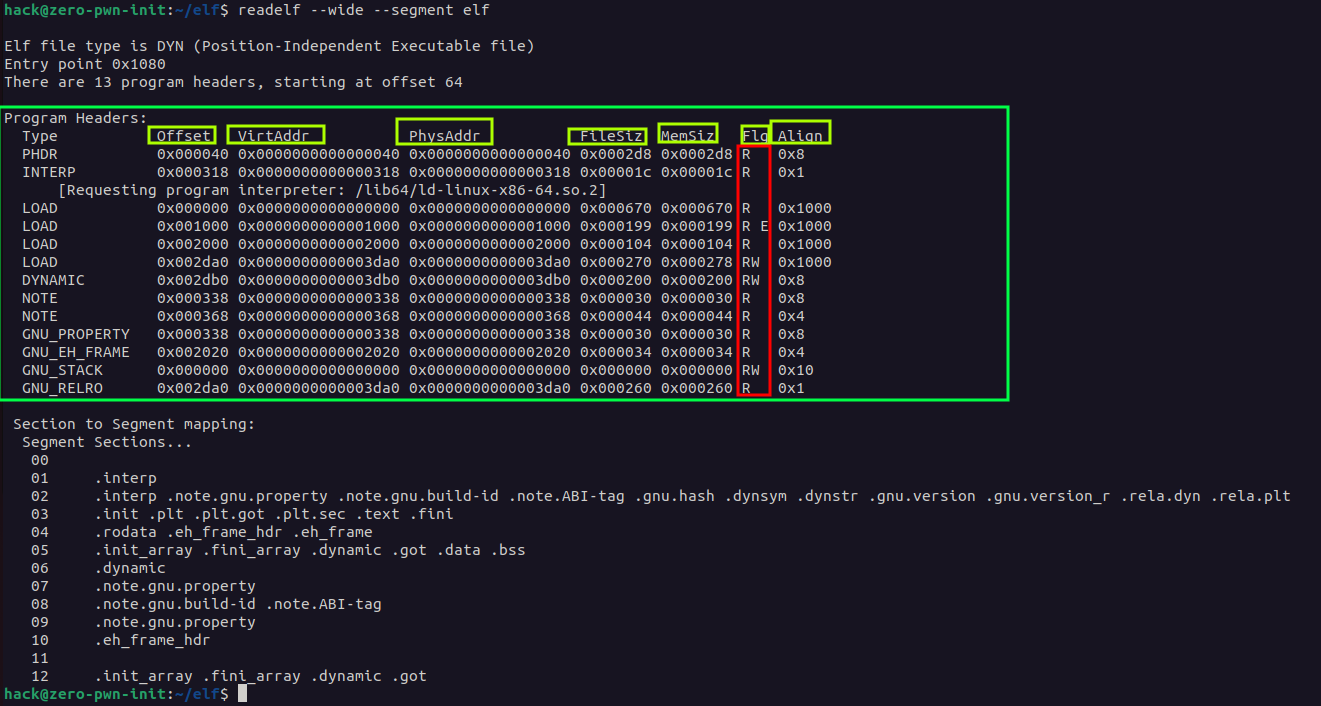 hack@zero-pwn-init:~/elf$ readelf --wide --segment elf
Elf file type is DYN (Position-Independent Executable file)
Entry point 0x1080
There are 13 program headers, starting at offset 64
Program Headers:
  Type           Offset   VirtAddr           PhysAddr           FileSiz  MemSiz   Flg Align
  PHDR           0x000040 0x0000000000000040 0x0000000000000040 0x0002d8 0x0002d8 R   0x8
  INTERP         0x000318 0x0000000000000318 0x0000000000000318 0x00001c 0x00001c R   0x1
      [Requesting program interpreter: /lib64/ld-linux-x86-64.so.2]
  LOAD           0x000000 0x0000000000000000 0x0000000000000000 0x000670 0x000670 R   0x1000
  LOAD           0x001000 0x0000000000001000 0x0000000000001000 0x000199 0x000199 R E 0x1000
  LOAD           0x002000 0x0000000000002000 0x0000000000002000 0x000104 0x000104 R   0x1000
  LOAD           0x002da0 0x0000000000003da0 0x0000000000003da0 0x000270 0x000278 RW  0x1000
  DYNAMIC        0x002db0 0x0000000000003db0 0x0000000000003db0 0x000200 0x000200 RW  0x8
  NOTE           0x000338 0x0000000000000338 0x0000000000000338 0x000030 0x000030 R   0x8
  NOTE           0x000368 0x0000000000000368 0x0000000000000368 0x000044 0x000044 R   0x4
  GNU_PROPERTY   0x000338 0x0000000000000338 0x0000000000000338 0x000030 0x000030 R   0x8
  GNU_EH_FRAME   0x002020 0x0000000000002020 0x0000000000002020 0x000034 0x000034 R   0x4
  GNU_STACK      0x000000 0x0000000000000000 0x0000000000000000 0x000000 0x000000 RW  0x10
  GNU_RELRO      0x002da0 0x0000000000003da0 0x0000000000003da0 0x000260 0x000260 R   0x1
 Section to Segment mapping:
  Segment Sections...
   00
   01     .interp
   02     .interp .note.gnu.property .note.gnu.build-id .note.ABI-tag .gnu.hash .dynsym .dynstr .gnu.version .gnu.version_r .rela.dyn .rela.plt
   03     .init .plt .plt.got .plt.sec .text .fini
   04     .rodata .eh_frame_hdr .eh_frame
   05     .init_array .fini_array .dynamic .got .data .bss
   06     .dynamic
   07     .note.gnu.property
   08     .note.gnu.build-id .note.ABI-tag
   09     .note.gnu.property
   10     .eh_frame_hdr
   11
   12     .init_array .fini_array .dynamic .got
hack@zero-pwn-init:~/elf$